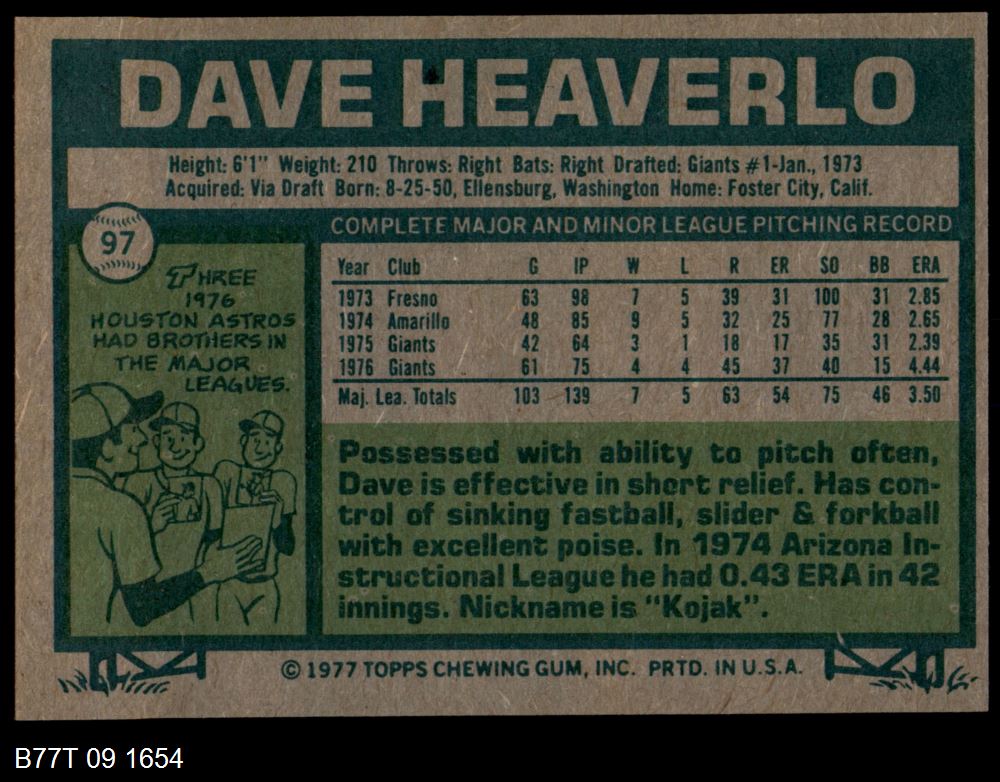 DAVE HEAVERLO
Height: 6'1" Weight: 210 Throws: Right Bats: Right Drafted: Giants #1-Jan., 1973
Acquired: Via Draft Born: 8-25-50, Ellensburg, Washington Home: Foster City, Calif.
97
THREE
1976
HOUSTON ASTROS
HAD BROTHERS IN
THE MAJOR
LEAGUES.
COMPLETE MAJOR AND MINOR LEAGUE PITCHING RECORD
Year Club G IP W L R ER SO BB ERA
1973 Fresno 63 98 7 5 39 31 100 31 2.85
1974 Amarillo 48 85 9 5 32 25 77 28 2.65
1975 Giants 42 64 3 1 18 17 35 31 2.39
1976 Giants 61 75 4 4 45 37 40 15 4.44
Maj. Lea. Totals 103 139 7 5 63 54 75 46 3.50
Possessed with ability to pitch often,
Dave is effective in short relief. Has con-
trol of sinking fastball, slider & forkball
with excellent poise. In 1974 Arizona In-
structional League he had 0.43 ERA in 42
innings. Nickname is "Kojak".
© 1977 TOPPS CHEWING GUM, INC. PRTD. IN U.S.A.
B77T 09 1654